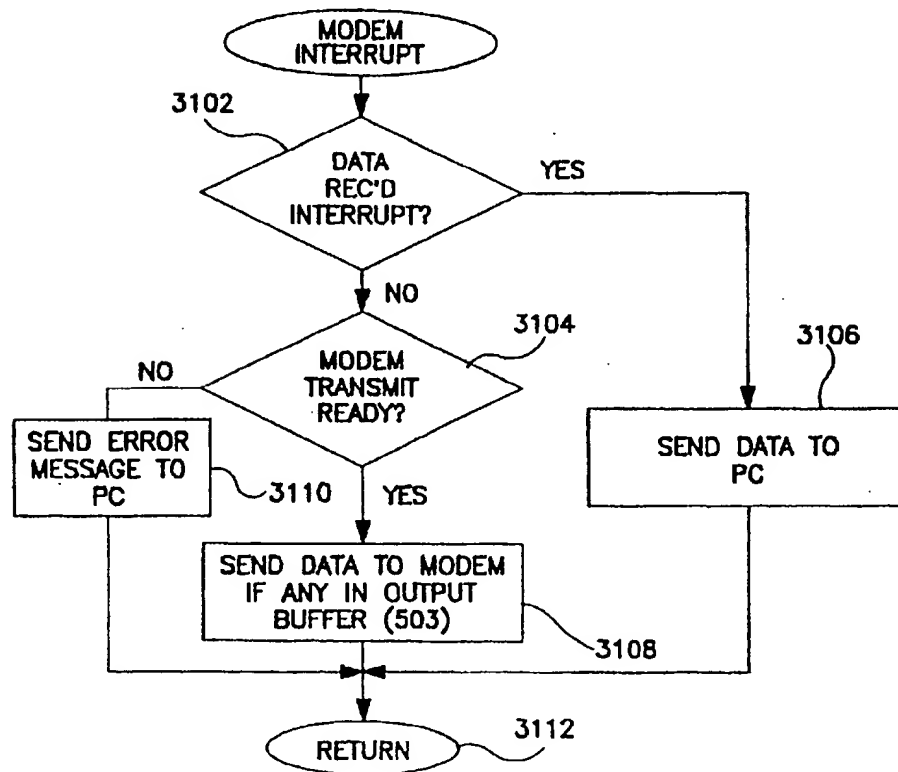 MODEM
INTERRUPT
3102
DATA
REC'D
INTERRUPT?
YES
NO
3104
MODEM
TRANSMIT
READY?
NO
3106
SEND ERROR
MESSAGE TO
PC
3110
YES
SEND DATA TO
PC
SEND DATA TO MODEM
IF ANY IN OUTPUT
BUFFER (503)
3108
RETURN
3112